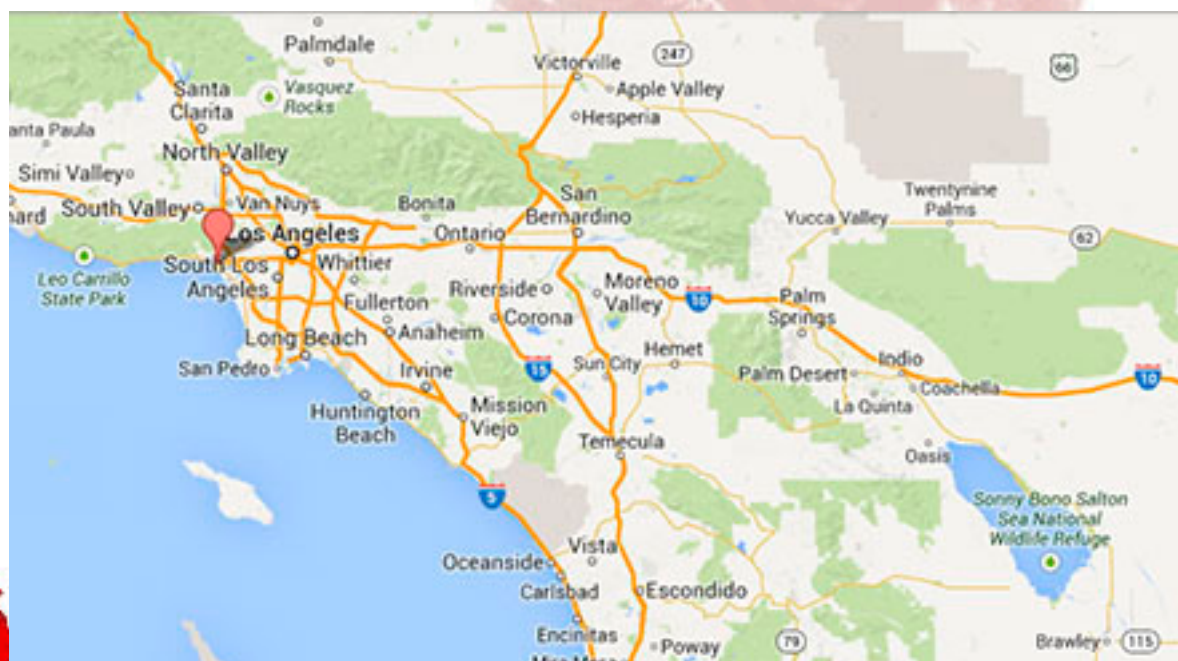 Palmdale
247
66
Victorville
Apple Valley
Hesperia
Santa
Clarita
Vasquez
Rocks
anta Paula
North Valley
Simi Valley
South Valley
Van Nuys
Bonita
San
Bernardino
Twentynine
Palms
Yucca Valley
62
ard
Los Angeles
Ontario
Leo Carrillo
State Park
South Los
Angeles
Whittier
Riverside
Moreno
Valley
10
Palm
Springs
Fullerton
Anaheim
Corona
Long Beach
San Pedro
Irvine
15
Sun City
Hemet
Palm Desert
Indio
Coachella
10
La Quinta
Huntington
Beach
Mission
Viejo
Temecula
Oasis
5
Sonny Bono Salton
Sea National
Wildlife Refuge
Oceanside
Vista
Carlsbad
Escondido
Encinitas
Poway
79
Brawley
115